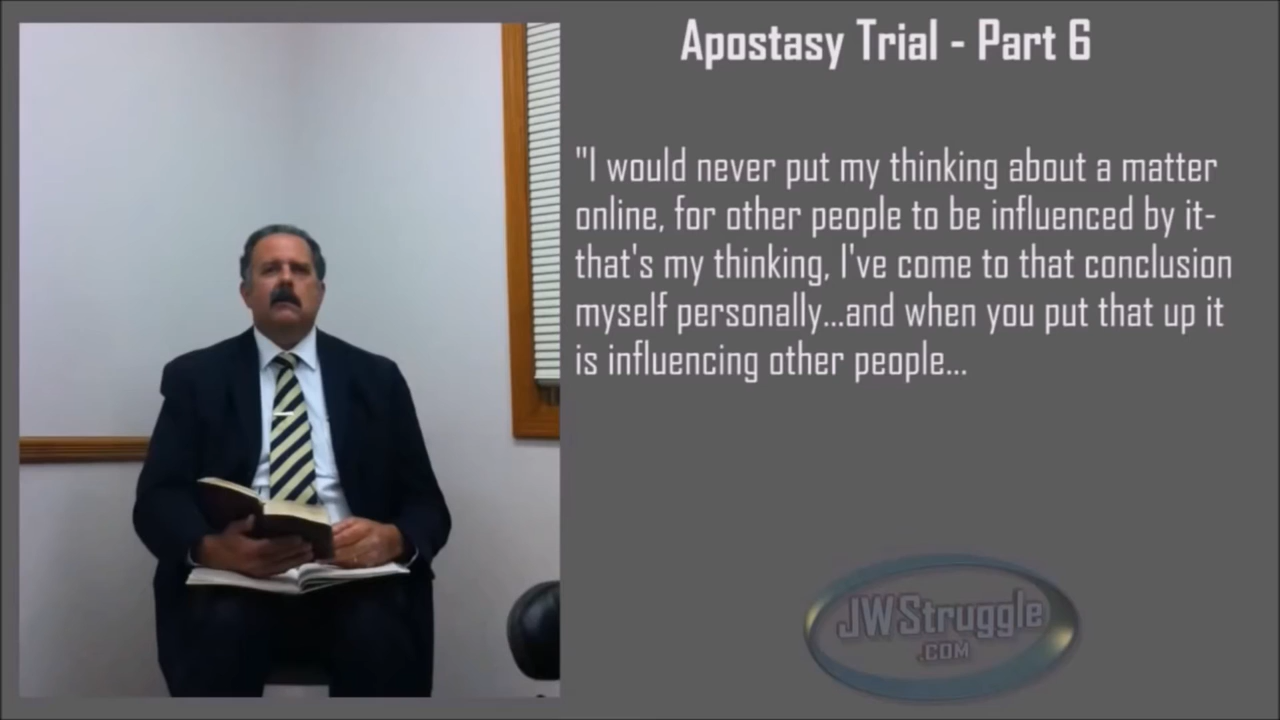 Apostasy Trial - Part 6
"I would never put my thinking about a matter
online, for other people to be influenced by it-
that's my thinking, I've come to that conclusion
myself personally...and when you put that up it
is influencing other people...
JWStruggle
.COM